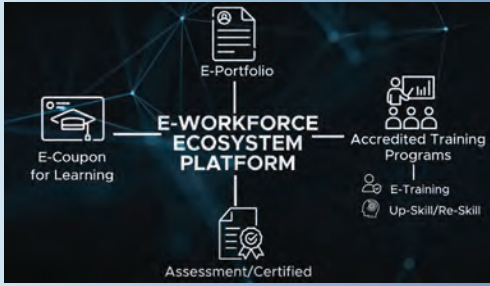 E-Portfolio
E-WORKFORCE
ECOSYSTEM
PLATFORM
E-Coupon
for Learning
Accredited Training
Programs
E-Training
Up-Skill/Re-Skill
Assessment/Certified